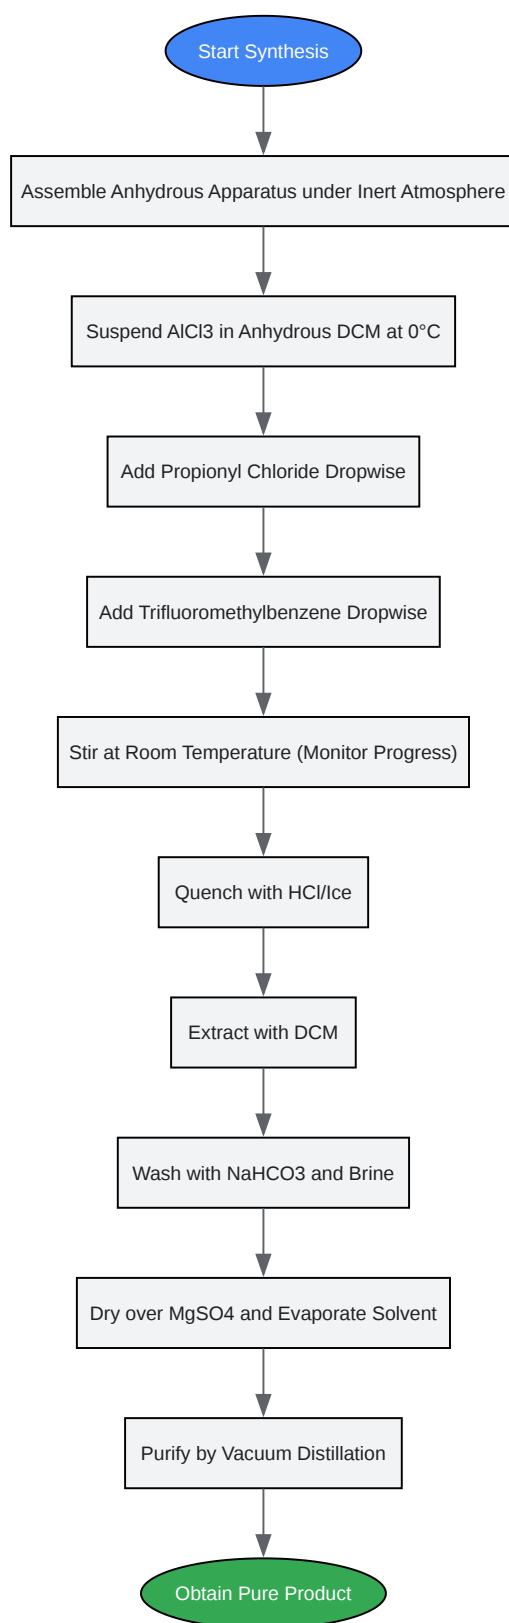 Start Synthesis
Assemble Anhydrous Apparatus under Inert Atmosphere
Suspend AlCl3 in Anhydrous DCM at 0°C
Add Propionyl Chloride Dropwise
Add Trifluoromethylbenzene Dropwise
Stir at Room Temperature (Monitor Progress)
Quench with HCl/Ice
Extract with DCM
Wash with NaHCO3 and Brine
Dry over MgSO4 and Evaporate Solvent
Purify by Vacuum Distillation
Obtain Pure Product